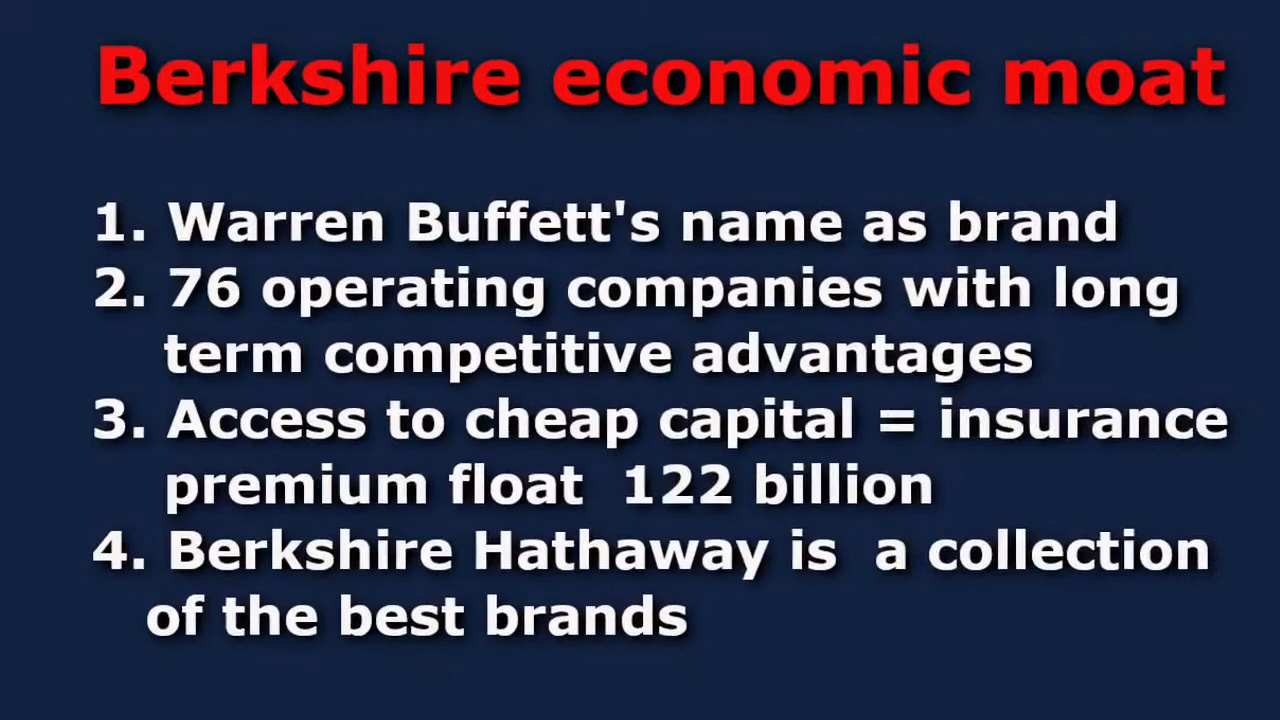 Berkshire economic moat
1. Warren Buffett's name as brand
2. 76 operating companies with long
term competitive advantages
3. Access to cheap capital = insurance
premium float  122 billion
4. Berkshire Hathaway is  a collection
of the best brands